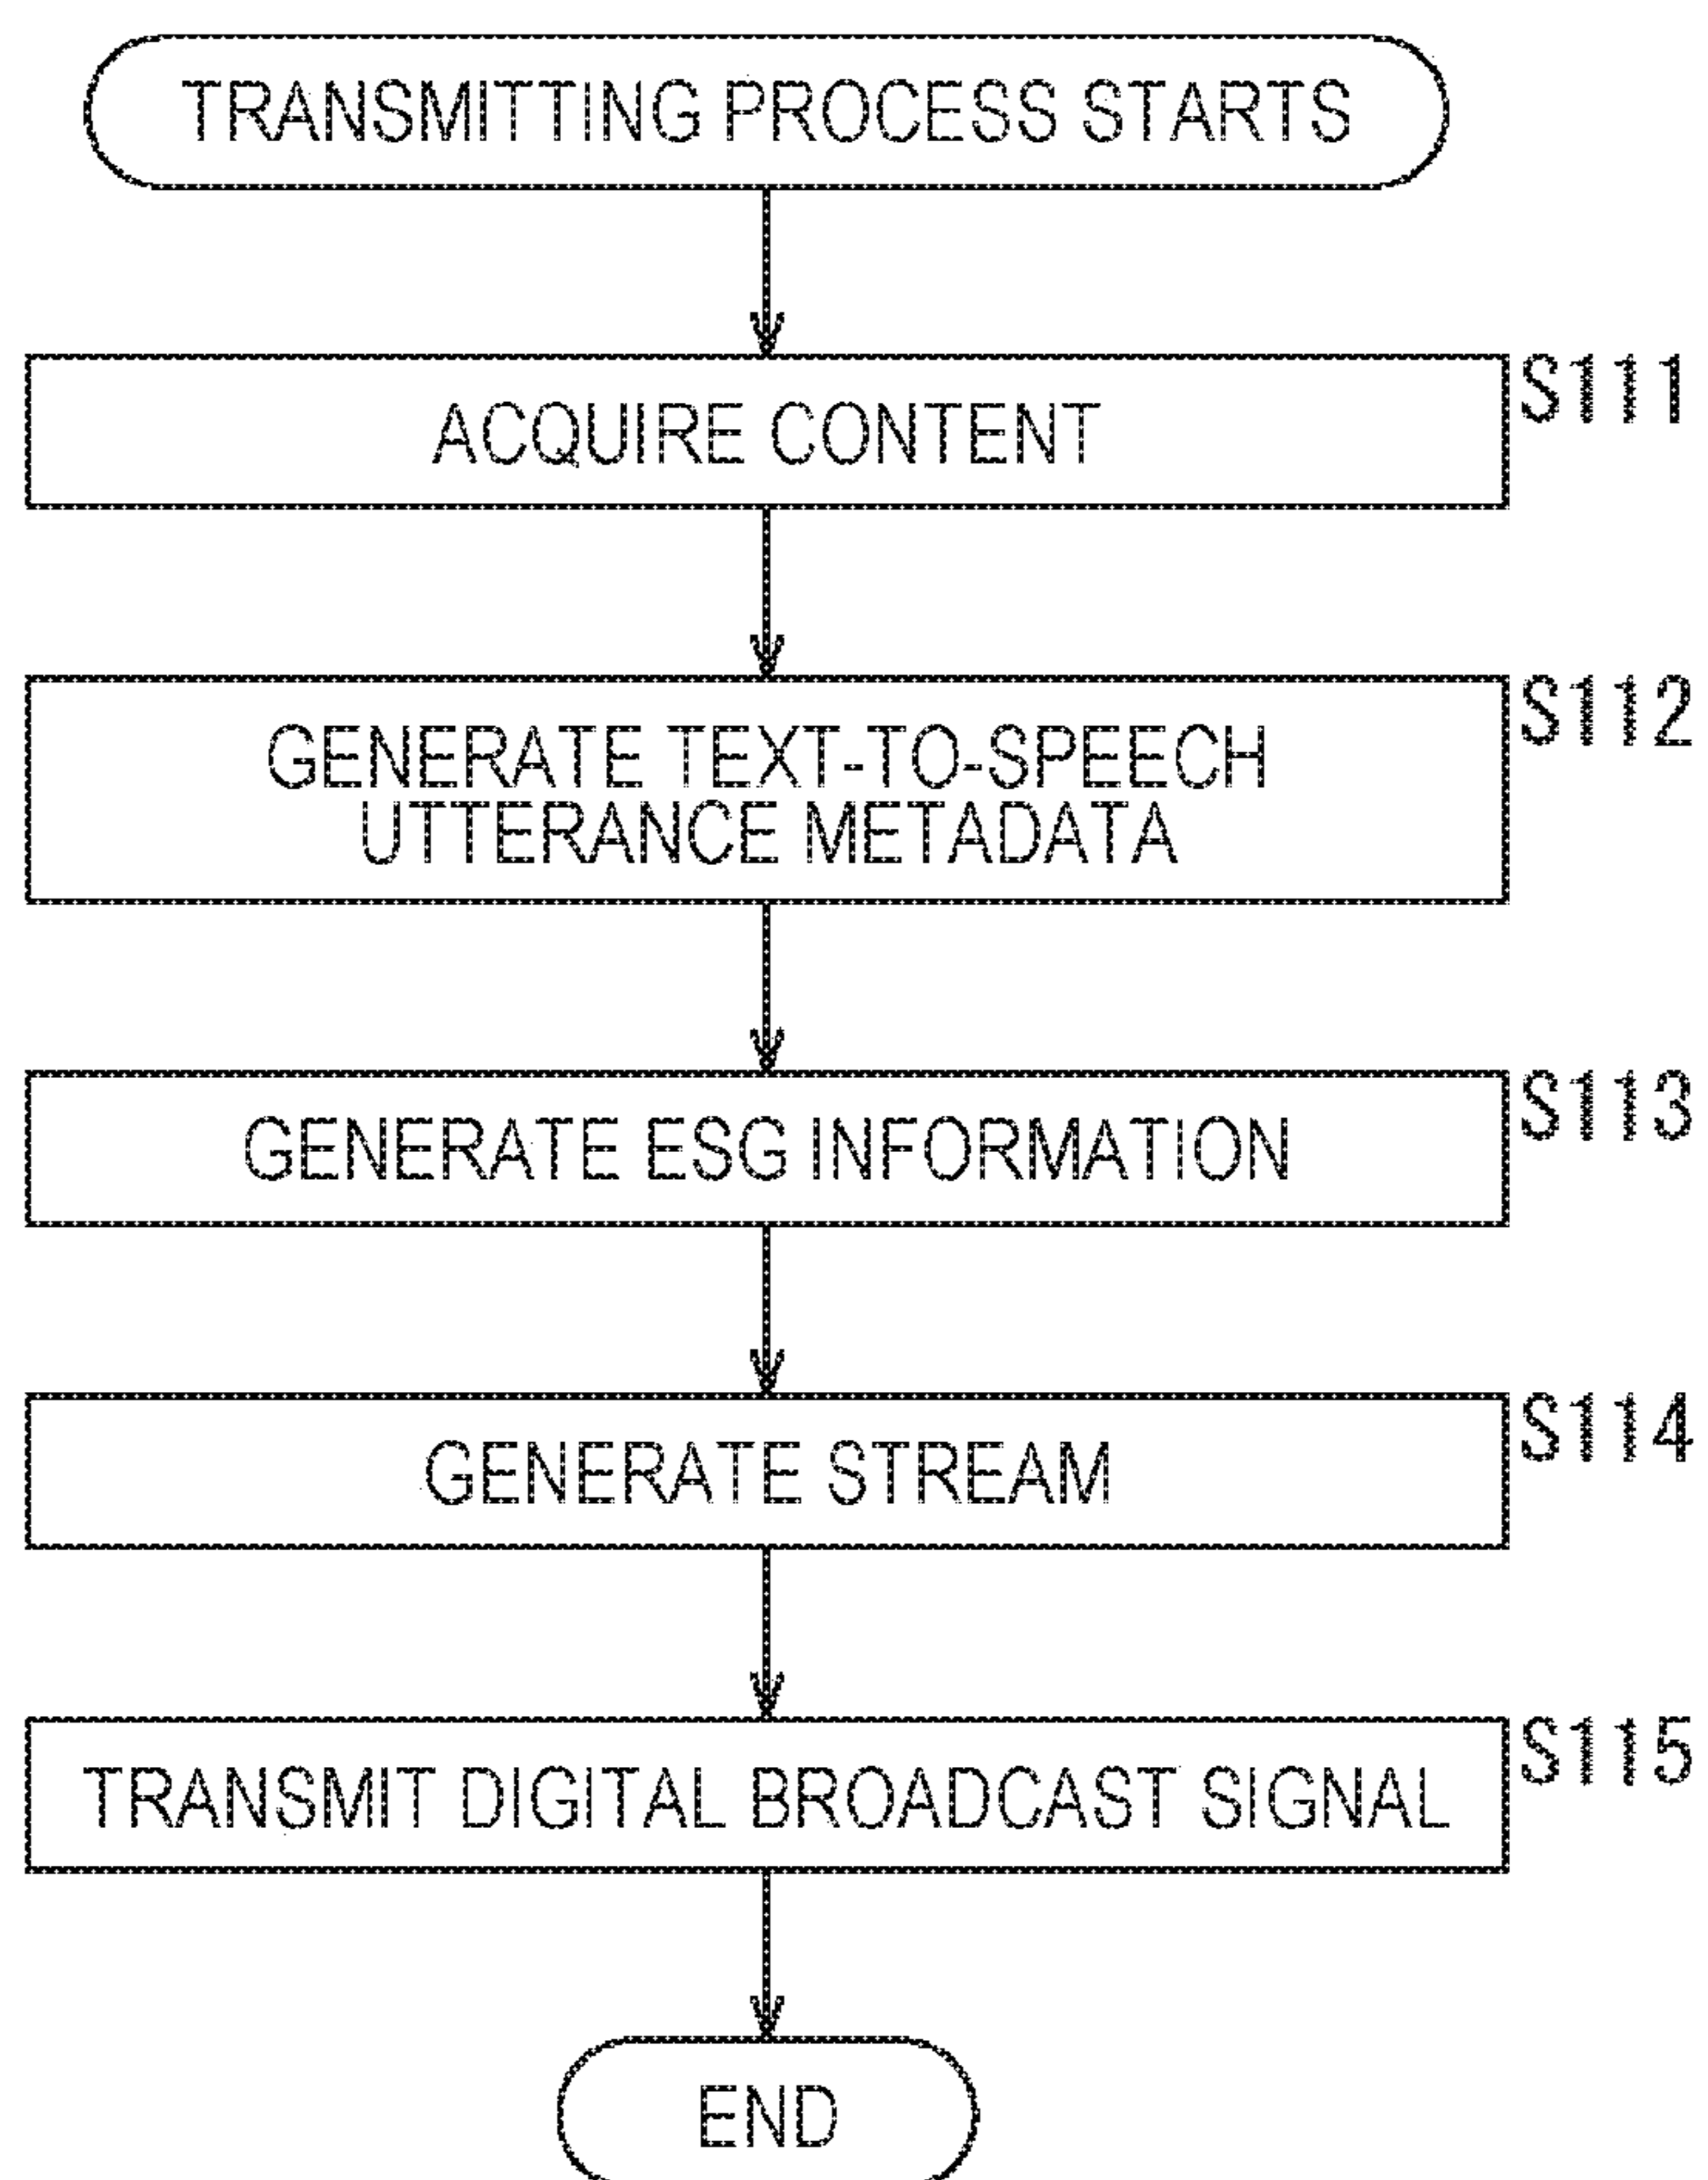 TRANSMITTING PROCESS STARTS
ACQUIRE CONTENT
S111
GENERATE TEXT-TO-SPEECH
UTTERANCE METADATA
S112
GENERATE ESG INFORMATION
S113
GENERATE STREAM
S114
TRANSMIT DIGITAL BROADCAST SIGNAL
S115
END